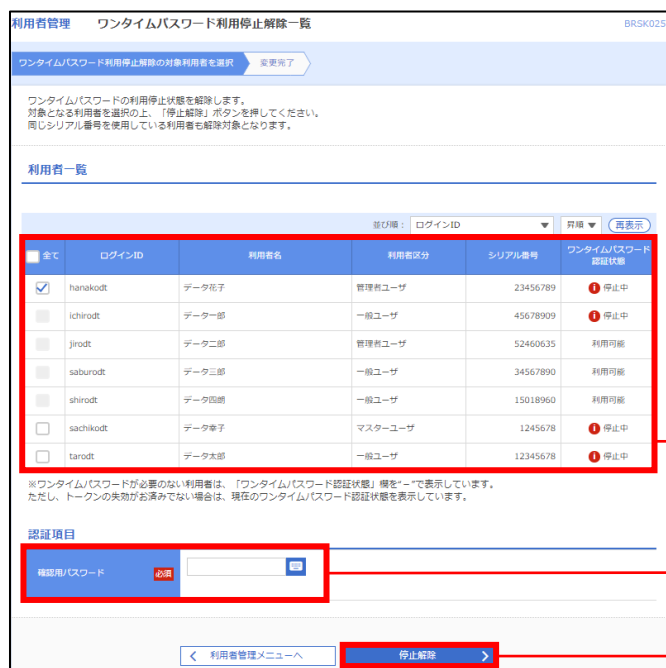 利用者管理 ワンタイムパスワード利用停止解除一覧 BRSK025
ワンタイムパスワード利用停止解除の対象利用者を選択 変更完了
ワンタイムパスワードの利用停止状態を解除します。
対象となる利用者を選択の上、「停止解除」ボタンを押してください。
同じシリアル番号を使用している利用者も解除対象となります。
利用者一覧
並び順： ログインID ▼ 昇順 ▼ 再表示
全て ログインID 利用者名 利用者区分 シリアル番号 ワンタイムパスワード
認証状態
hanakodt データ花子 管理者ユーザ 23456789 停止中
ichirodt データ一郎 一般ユーザ 45678909 停止中
jirodt データ二郎 管理者ユーザ 52460635 利用可能
saburodt データ三郎 一般ユーザ 34567890 利用可能
shirodt データ四朗 一般ユーザ 15018960 利用可能
sachikodt データ幸子 マスターユーザ 1245678 停止中
tarodt データ太郎 一般ユーザ 12345678 停止中
※ワンタイムパスワードが必要のない利用者は、「ワンタイムパスワード認証状態」欄を"－"で表示しています。
ただし、トークンの失効がお済みでない場合は、現在のワンタイムパスワード認証状態を表示しています。
認証項目
確認用パスワード 必須
利用者管理メニューへ 停止解除